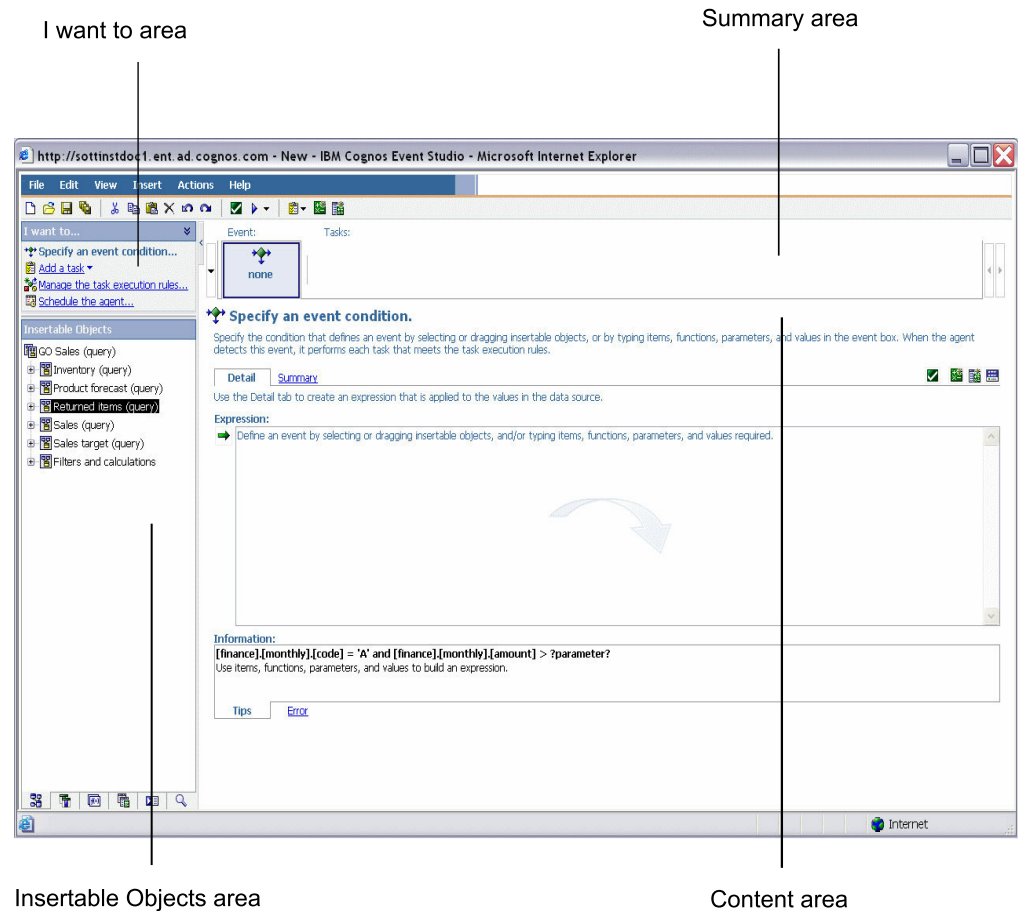 I want to area
Summary area
http://sottinstdoc1.ent.ad.cognos.com - New - IBM Cognos Event Studio - Microsoft Internet Explorer
File Edit View Insert Actions Help
I want to...
Specify an event condition...
Add a task
Manage the task execution rules...
Schedule the agent...
Insertable Objects
GO Sales (query)
Inventory (query)
Product forecast (query)
Returned items (query)
Sales (query)
Sales target (query)
Filters and calculations
Event: Tasks:
none
Specify an event condition.
Specify the condition that defines an event by selecting or dragging insertable objects, or by typing items, functions, parameters, and values in the event box. When the agent
detects this event, it performs each task that meets the task execution rules.
Detail Summary
Use the Detail tab to create an expression that is applied to the values in the data source.
Expression:
Define an event by selecting or dragging insertable objects, and/or typing items, functions, parameters, and values required.
Information:
[finance].[monthly].[code] = 'A' and [finance].[monthly].[amount] > ?parameter?
Use items, functions, parameters, and values to build an expression.
Tips Error
Internet
Insertable Objects area
Content area